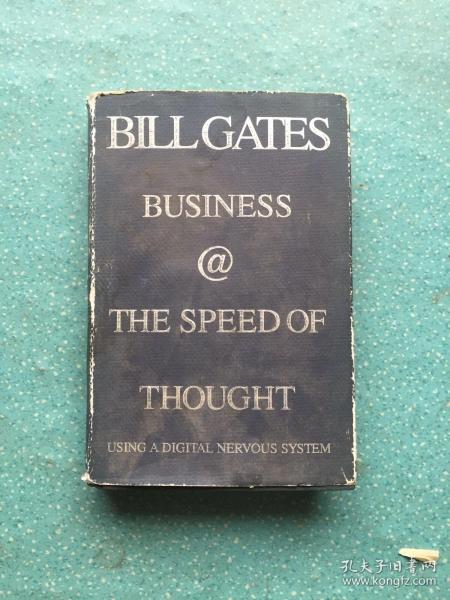 BILL GATES
BUSINESS
@
THE SPEED OF
THOUGHT
USING A DIGITAL NERVOUS SYSTEM
孔夫子旧书网
www.kongfz.com